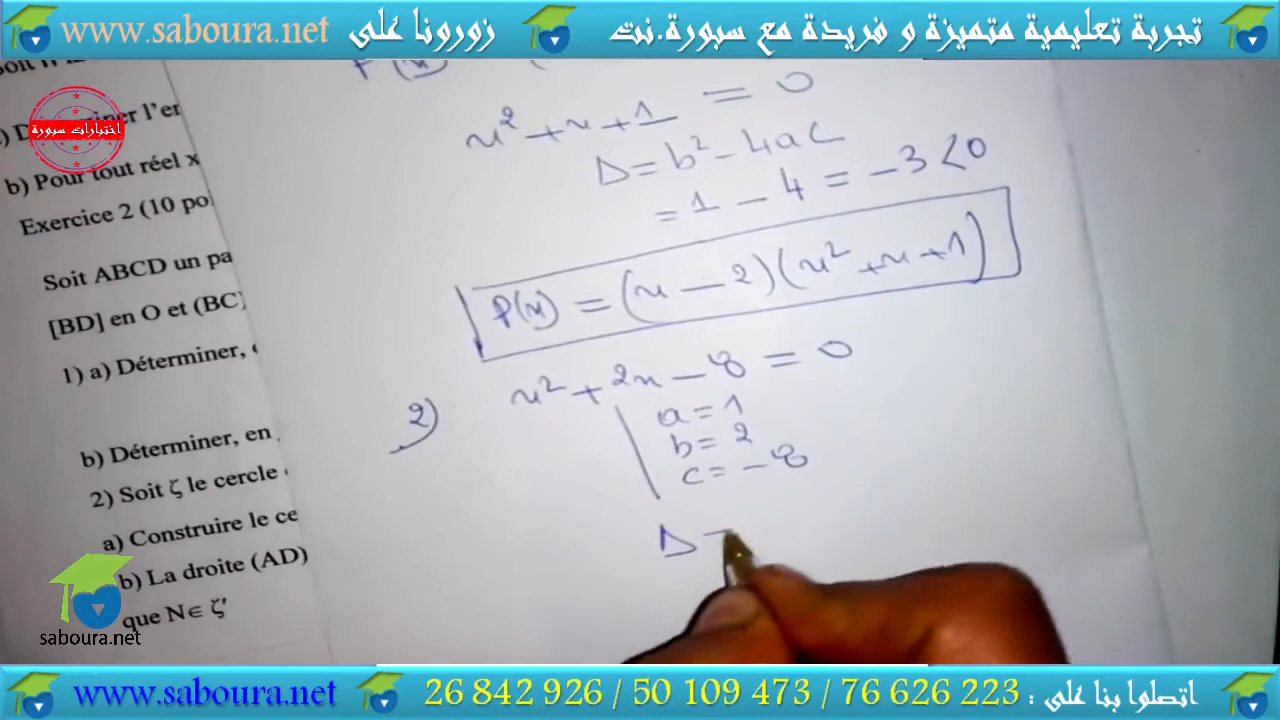 www.saboura.net زورونا على تجربة تعليمية متميزة و فريدة مع سبورة.نت
اختبارات سبورة
b) Pour tout réel x
Exercice 2 (10 po
Soit ABCD un pa
[BD] en O et (BC)
1) a) Déterminer,
b) Déterminer, en
2) Soit ζ le cercle
a) Construire le ce
b) La droite (AD)
que N∈ ζ'
P(x)
x² + x + 1 = 0
Δ = b² - 4ac
= 1 - 4 = -3 < 0
P(x) = (x - 2)(x² + x + 1)
2) x² + 2x - 8 = 0
a = 1
b = 2
c = -8
Δ =
saboura.net
www.saboura.net 26 842 926 / 50 109 473 / 76 626 223 : اتصلوا بنا على